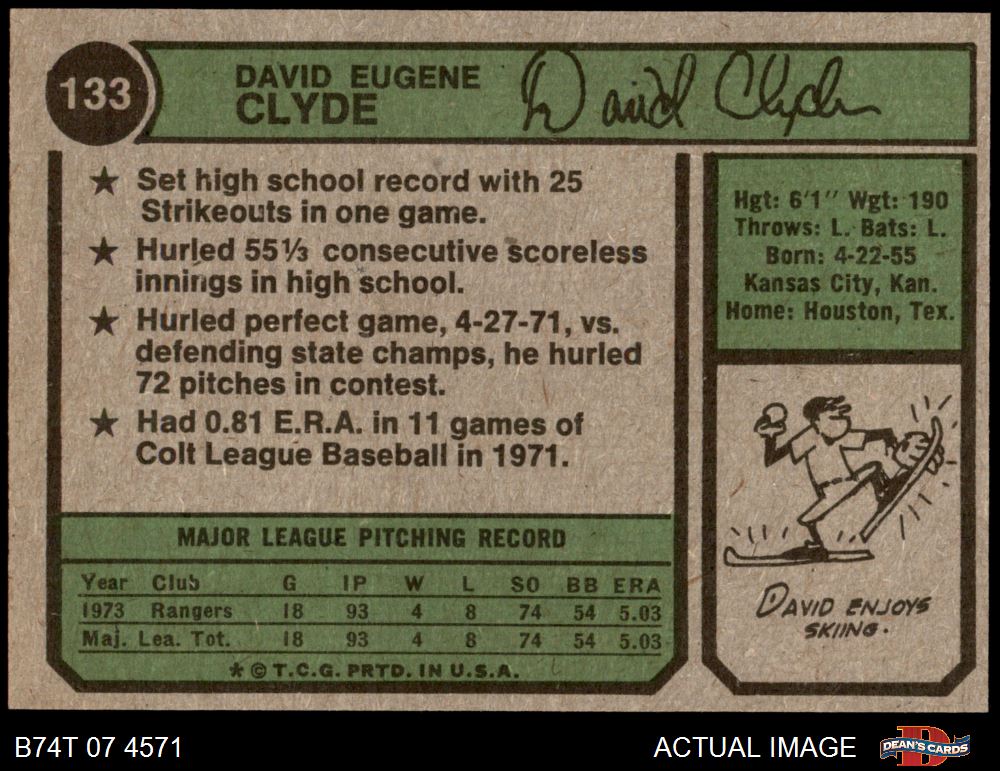 133
DAVID EUGENE
CLYDE
David Clyde
★ Set high school record with 25
Strikeouts in one game.
★ Hurled 55⅓ consecutive scoreless
innings in high school.
★ Hurled perfect game, 4-27-71, vs.
defending state champs, he hurled
72 pitches in contest.
★ Had 0.81 E.R.A. in 11 games of
Colt League Baseball in 1971.
Hgt: 6'1" Wgt: 190
Throws: L. Bats: L.
Born: 4-22-55
Kansas City, Kan.
Home: Houston, Tex.
DAVID ENJOYS
SKIING.
MAJOR LEAGUE PITCHING RECORD
Year Club G IP W L SO BB ERA
1973 Rangers 18 93 4 8 74 54 5.03
Maj. Lea. Tot. 18 93 4 8 74 54 5.03
* © T.C.G. PRTD. IN U.S.A.
B74T 07 4571
ACTUAL IMAGE
DEAN'S CARDS